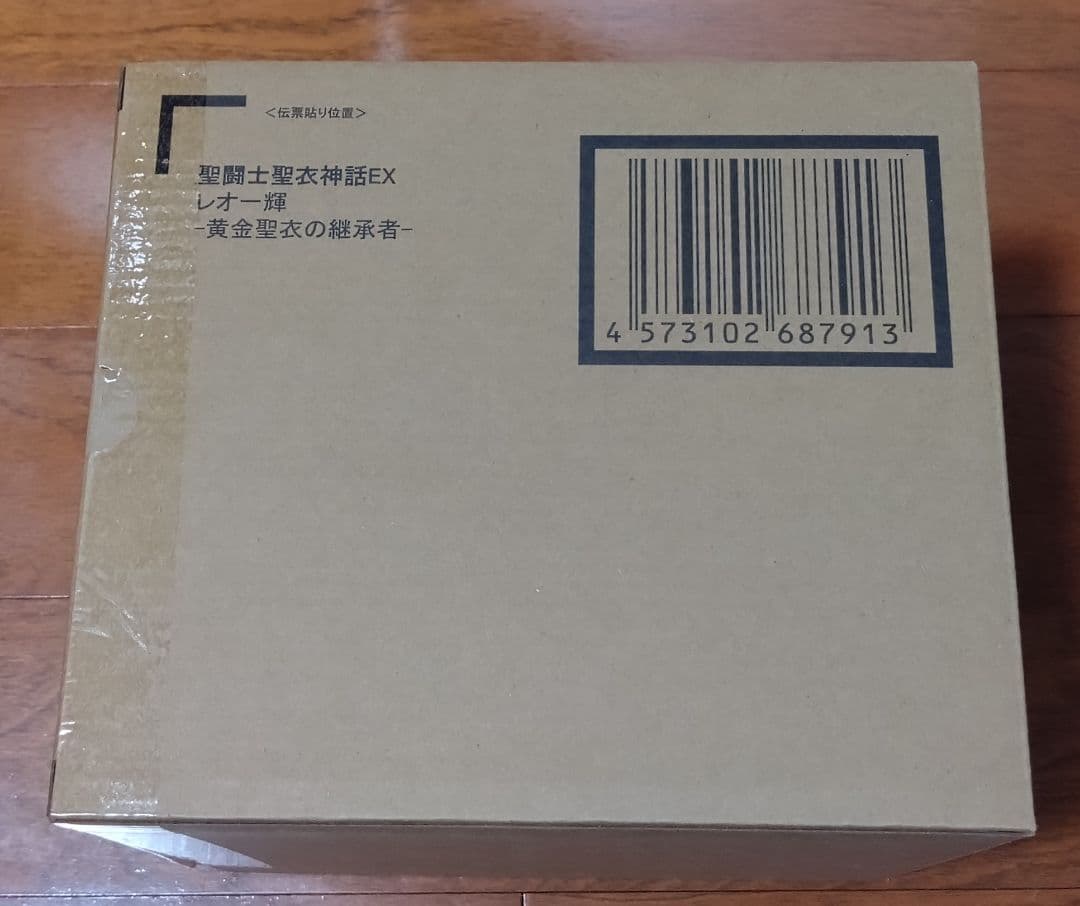 ＜伝票貼り位置＞
聖闘士聖衣神話EX
レオ一輝
-黄金聖衣の継承者-
4 573102 687913